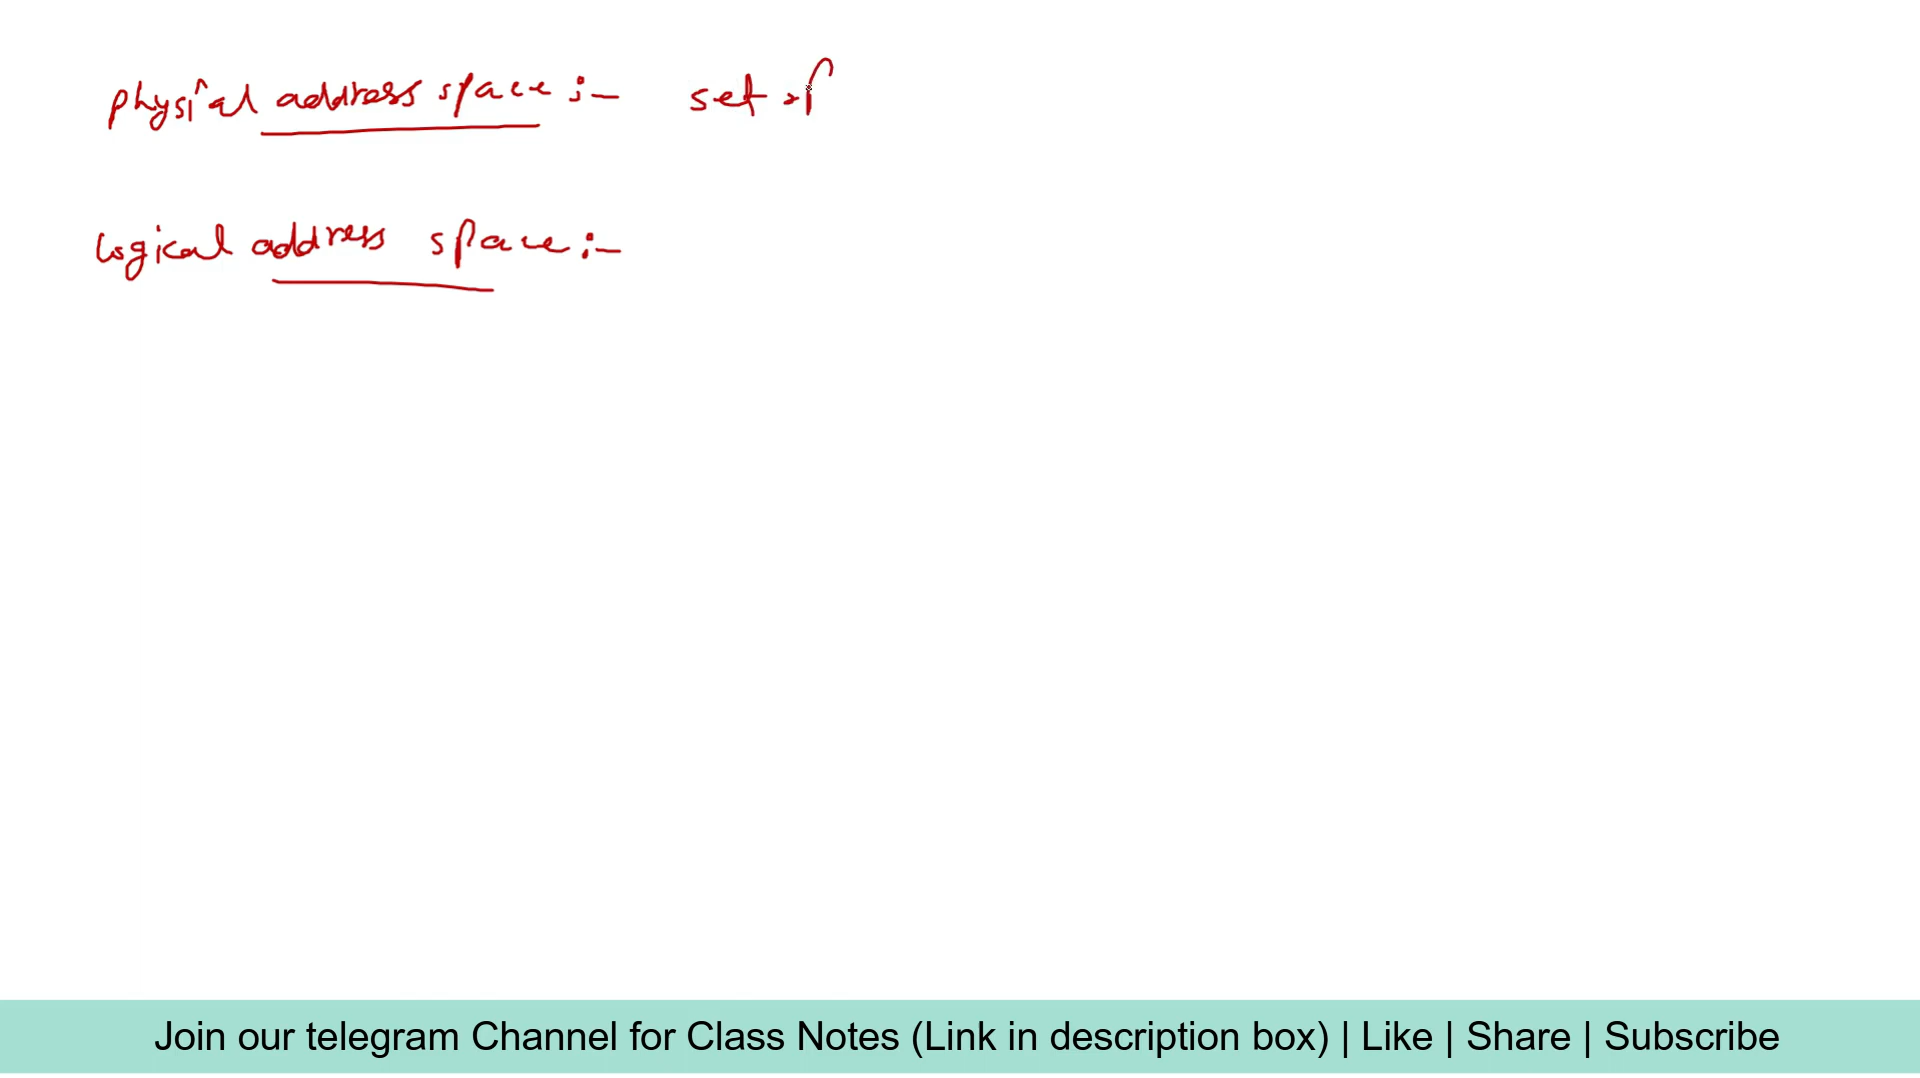 physical address space :- set of
logical address space :-
Join our telegram Channel for Class Notes (Link in description box) | Like | Share | Subscribe